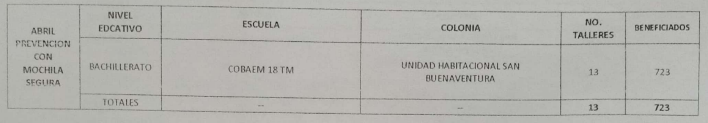 ABRIL
PREVENCION
CON
MOCHILA
SEGURA
NIVEL
EDCATIVO
ESCUELA
COLONIA
NO.
TALLERES
BENEFICIADOS
BACHILLERATO
COBAEM 18 TM
UNIDAD HABITACIONAL SAN
BUENAVENTURA
13
723
TOTALES
--
--
13
723